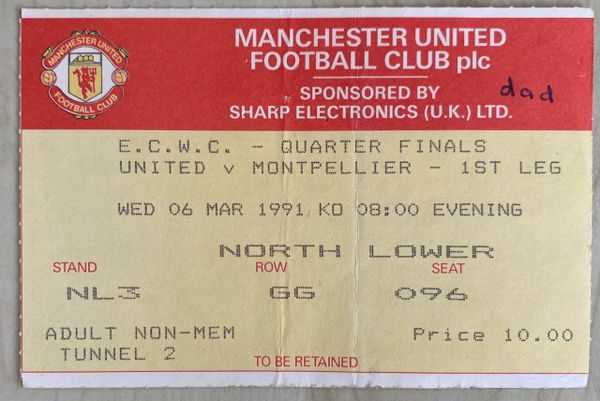 MANCHESTER UNITED
FOOTBALL CLUB
MANCHESTER UNITED
FOOTBALL CLUB plc
SPONSORED BY
SHARP ELECTRONICS (U.K.) LTD.
dad
E.C.W.C. - QUARTER FINALS
UNITED v MONTPELLIER - 1ST LEG
WED 06 MAR 1991 KO 08:00 EVENING
NORTH LOWER
STAND ROW SEAT
NL3 GG 096
ADULT NON-MEM Price 10.00
TUNNEL 2
TO BE RETAINED